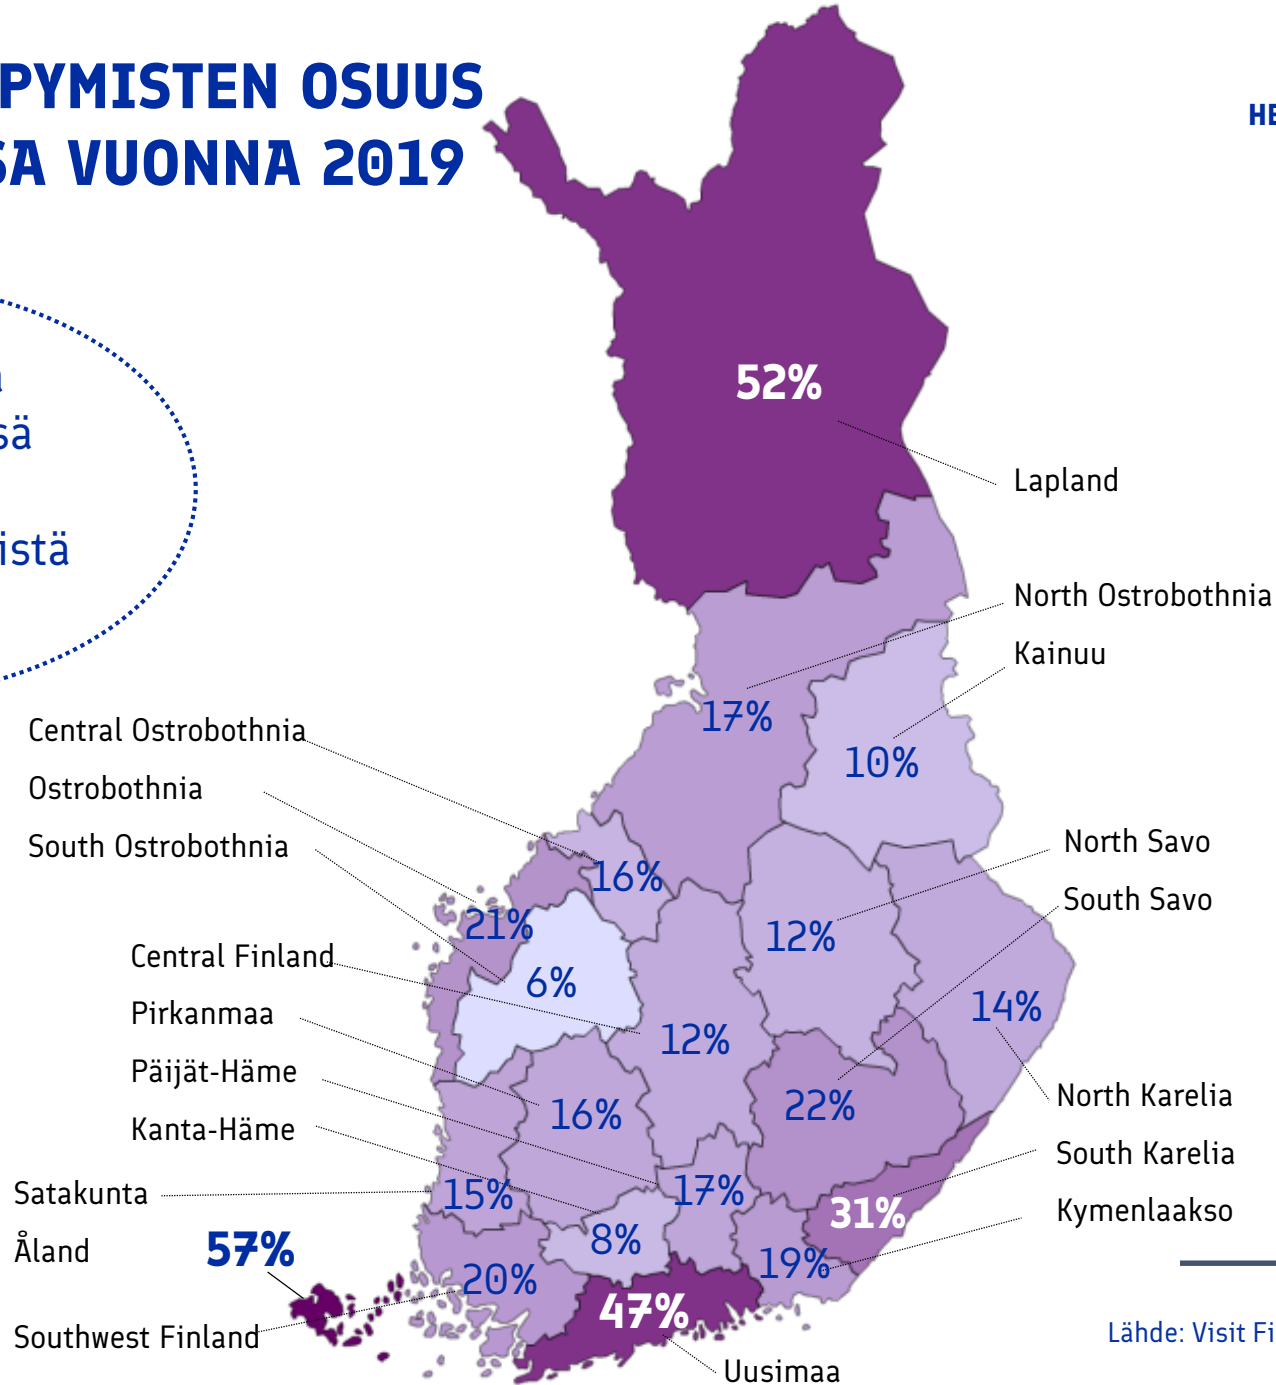 PYMISTEN OSUUS
SA VUONNA 2019
HE
sä
istä
52%
Lapland
North Ostrobothnia
Kainuu
17%
10%
Central Ostrobothnia
Ostrobothnia
South Ostrobothnia
North Savo
South Savo
16%
21%
12%
Central Finland
6%
Pirkanmaa
14%
12%
Päijät-Häme
North Karelia
22%
16%
Kanta-Häme
South Karelia
Satakunta
15%
17%
31%
Kymenlaakso
Åland
57%
8%
19%
20%
47%
Southwest Finland
Lähde: Visit Fi
Uusimaa